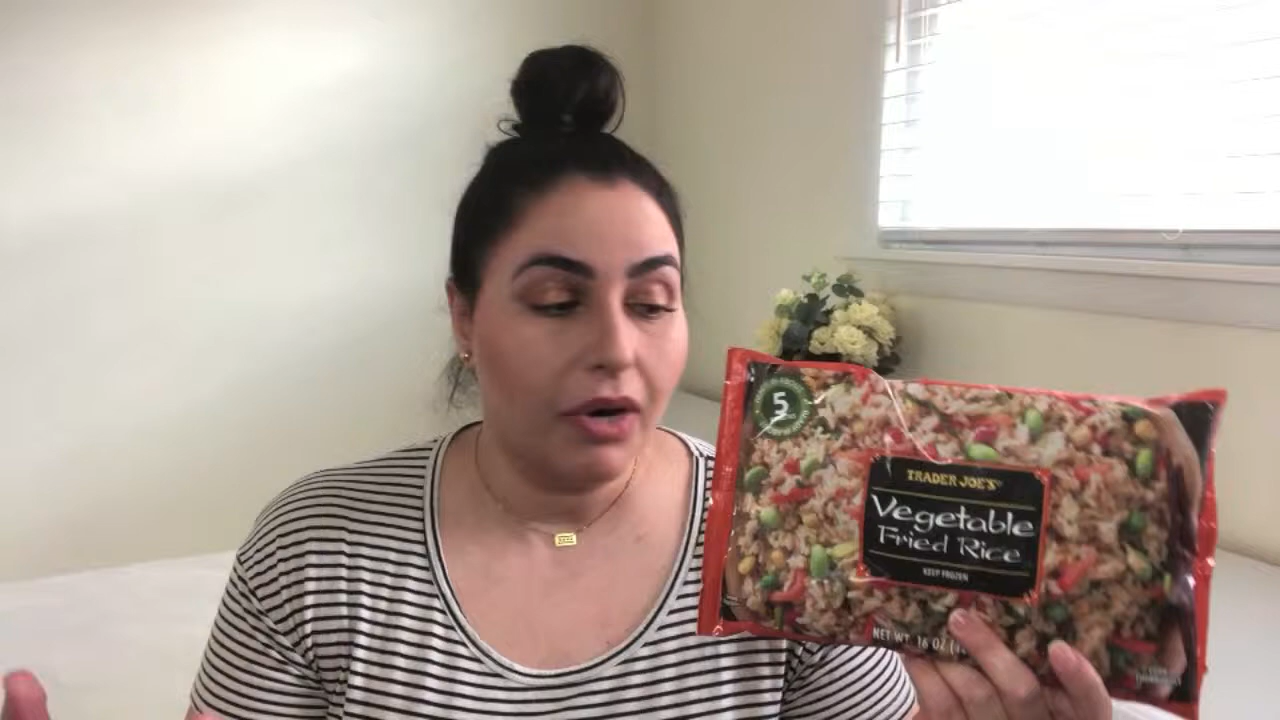 5
TRADER JOE'S
Vegetable
Fried Rice
KEEP FROZEN
NET WT. 16 OZ